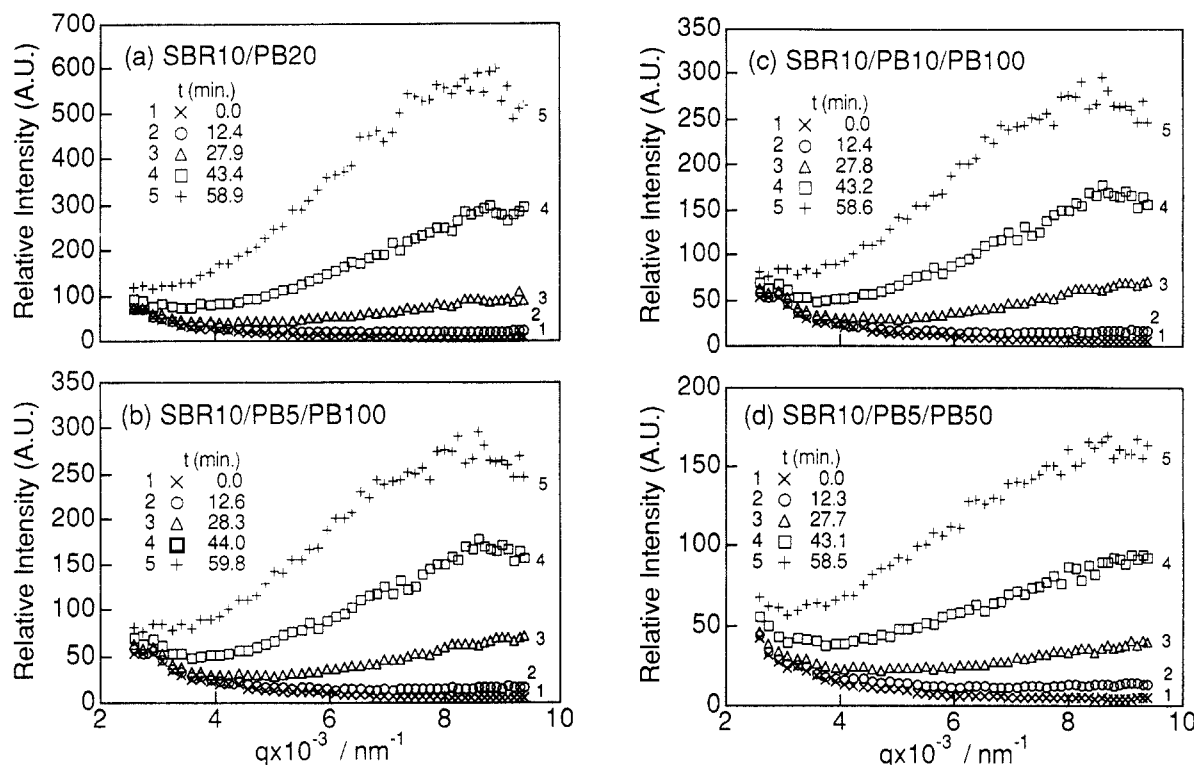 (a) SBR10/PB20
t (min.)
1 × 0.0
2 ○ 12.4
3 △ 27.9
4 □ 43.4
5 + 58.9
Relative Intensity (A.U.)
700
600
500
400
300
200
100
0
5
4
3
2
1
(c) SBR10/PB10/PB100
t (min.)
1 × 0.0
2 ○ 12.4
3 △ 27.8
4 □ 43.2
5 + 58.6
Relative Intensity (A.U.)
350
300
250
200
150
100
50
0
5
4
3
2
1
(b) SBR10/PB5/PB100
t (min.)
1 × 0.0
2 ○ 12.6
3 △ 28.3
4 □ 44.0
5 + 59.8
Relative Intensity (A.U.)
350
300
250
200
150
100
50
0
5
4
3
2
1
2 4 6 8 10
qx10⁻³ / nm⁻¹
(d) SBR10/PB5/PB50
t (min.)
1 × 0.0
2 ○ 12.3
3 △ 27.7
4 □ 43.1
5 + 58.5
Relative Intensity (A.U.)
200
150
100
50
0
5
4
3
2
1
2 4 6 8 10
qx10⁻³ / nm⁻¹